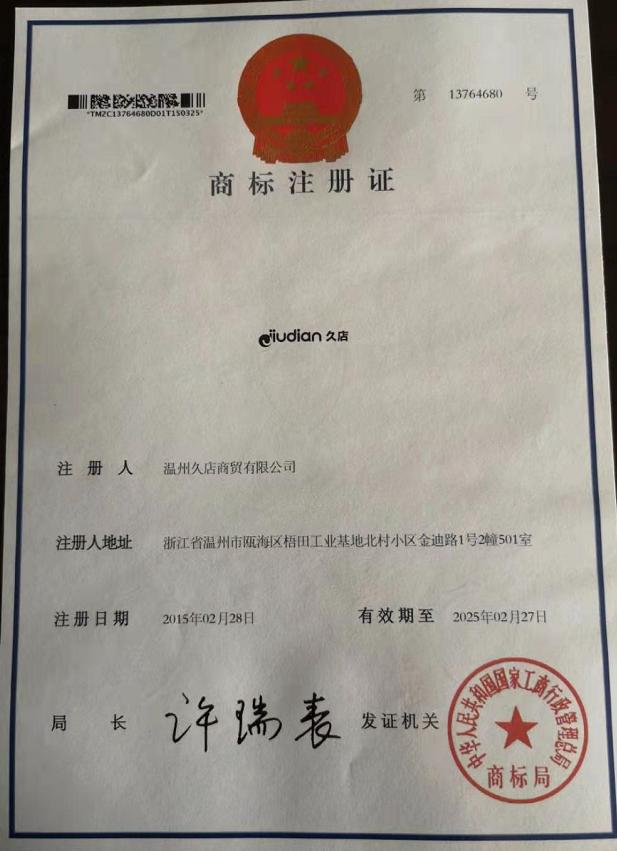 第 13764680 号
*TMZC13764680D01T150325*
商标注册证
jiudian 久店
注册人 温州久店商贸有限公司
注册人地址 浙江省温州市瓯海区梧田工业基地北村小区金迪路1号2幢501室
注册日期 2015年02月28日 有效期至 2025年02月27日
局长 许瑞表 发证机关
中华人民共和国国家工商行政管理总局
商标局